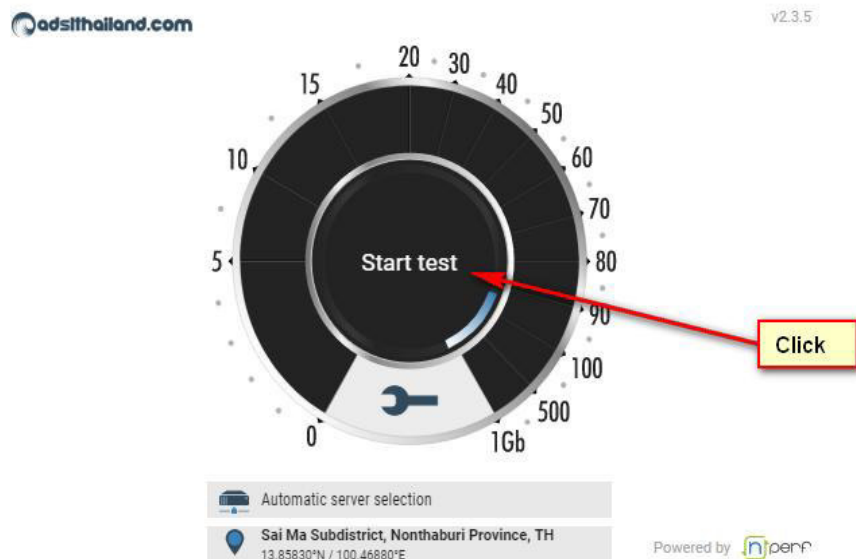 adslthailand.com
v2.3.5
0
5
10
15
20
30
40
50
60
70
80
90
100
500
1Gb
Start test
Click
Automatic server selection
Sai Ma Subdistrict, Nonthaburi Province, TH
13.85830°N / 100.46880°E
Powered by nperf